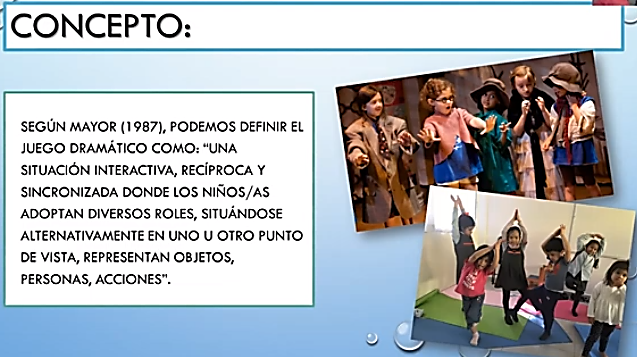 CONCEPTO:
SEGÚN MAYOR (1987), PODEMOS DEFINIR EL
JUEGO DRAMÁTICO COMO: “UNA
SITUACIÓN INTERACTIVA, RECÍPROCA Y
SINCRONIZADA DONDE LOS NIÑOS/AS
ADOPTAN DIVERSOS ROLES, SITUÁNDOSE
ALTERNATIVAMENTE EN UNO U OTRO PUNTO
DE VISTA, REPRESENTAN OBJETOS,
PERSONAS, ACCIONES”.